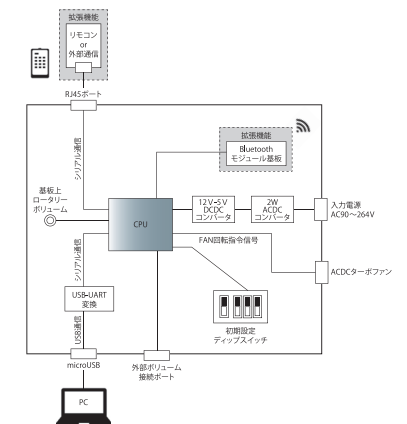 拡張機能
リモコン
or
外部通信
RJ45ポート
シリアル通信
拡張機能
Bluetooth
モジュール基板
基板上
ロータリー
ボリューム
CPU
12V-5V
DCDC
コンバータ
2W
ACDC
コンバータ
入力電源
AC90～264V
FAN回転指令信号
シリアル通信
ACDCターボファン
USB-UART
変換
初期設定
ディップスイッチ
USB通信
microUSB
外部ボリューム
接続ポート
PC